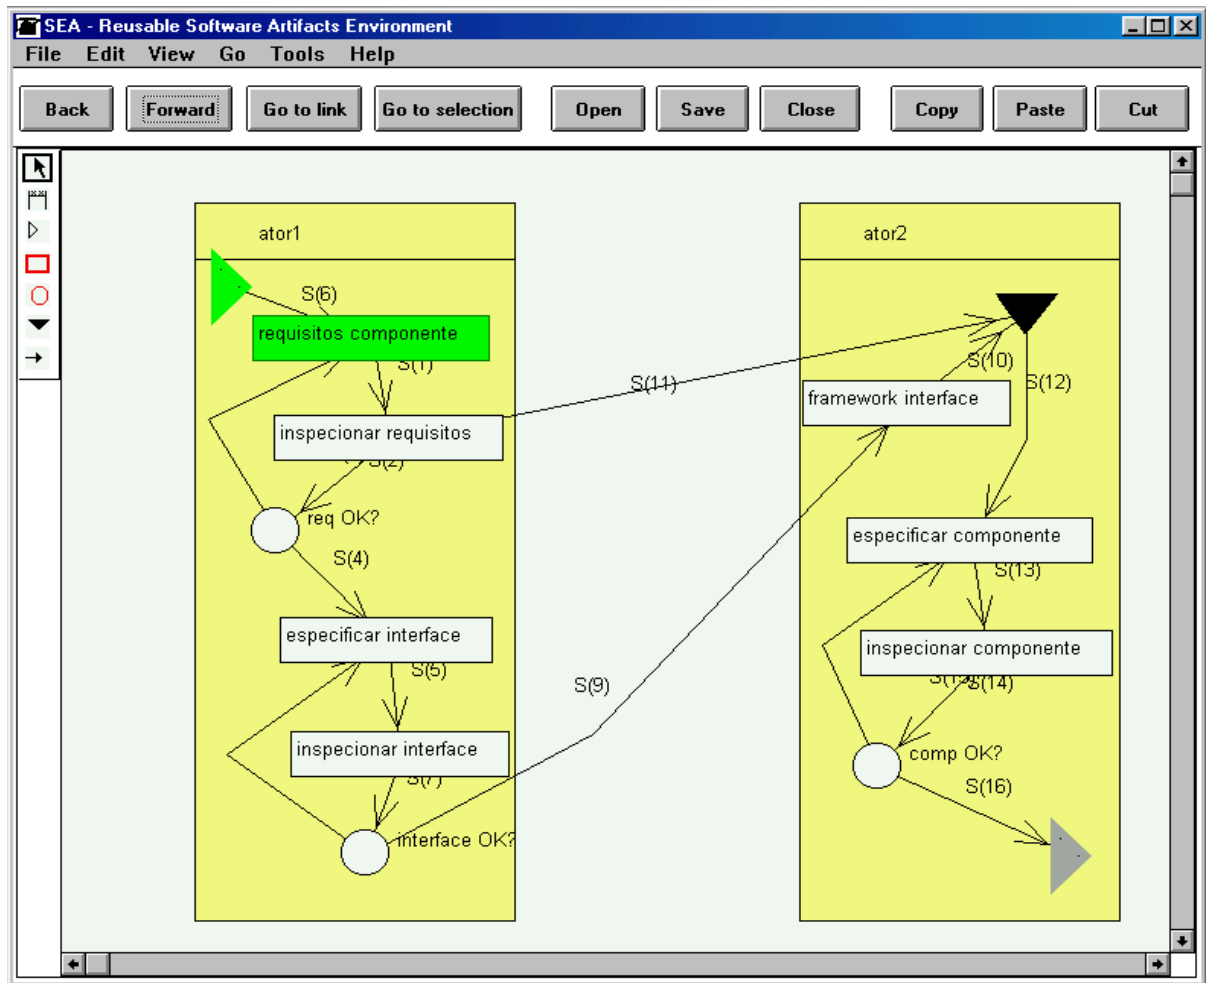 SEA - Reusable Software Artifacts Environment
File Edit View Go Tools Help
Back Forward Go to link Go to selection Open Save Close Copy Paste Cut
ator1
S(6)
requisitos componente
S(1)
inspecionar requisitos
S(2)
req OK?
S(4)
especificar interface
S(5)
inspecionar interface
S(7)
interface OK?
S(11)
S(9)
ator2
S(10)
S(12)
framework interface
especificar componente
S(13)
inspecionar componente
S(15)
S(14)
comp OK?
S(16)